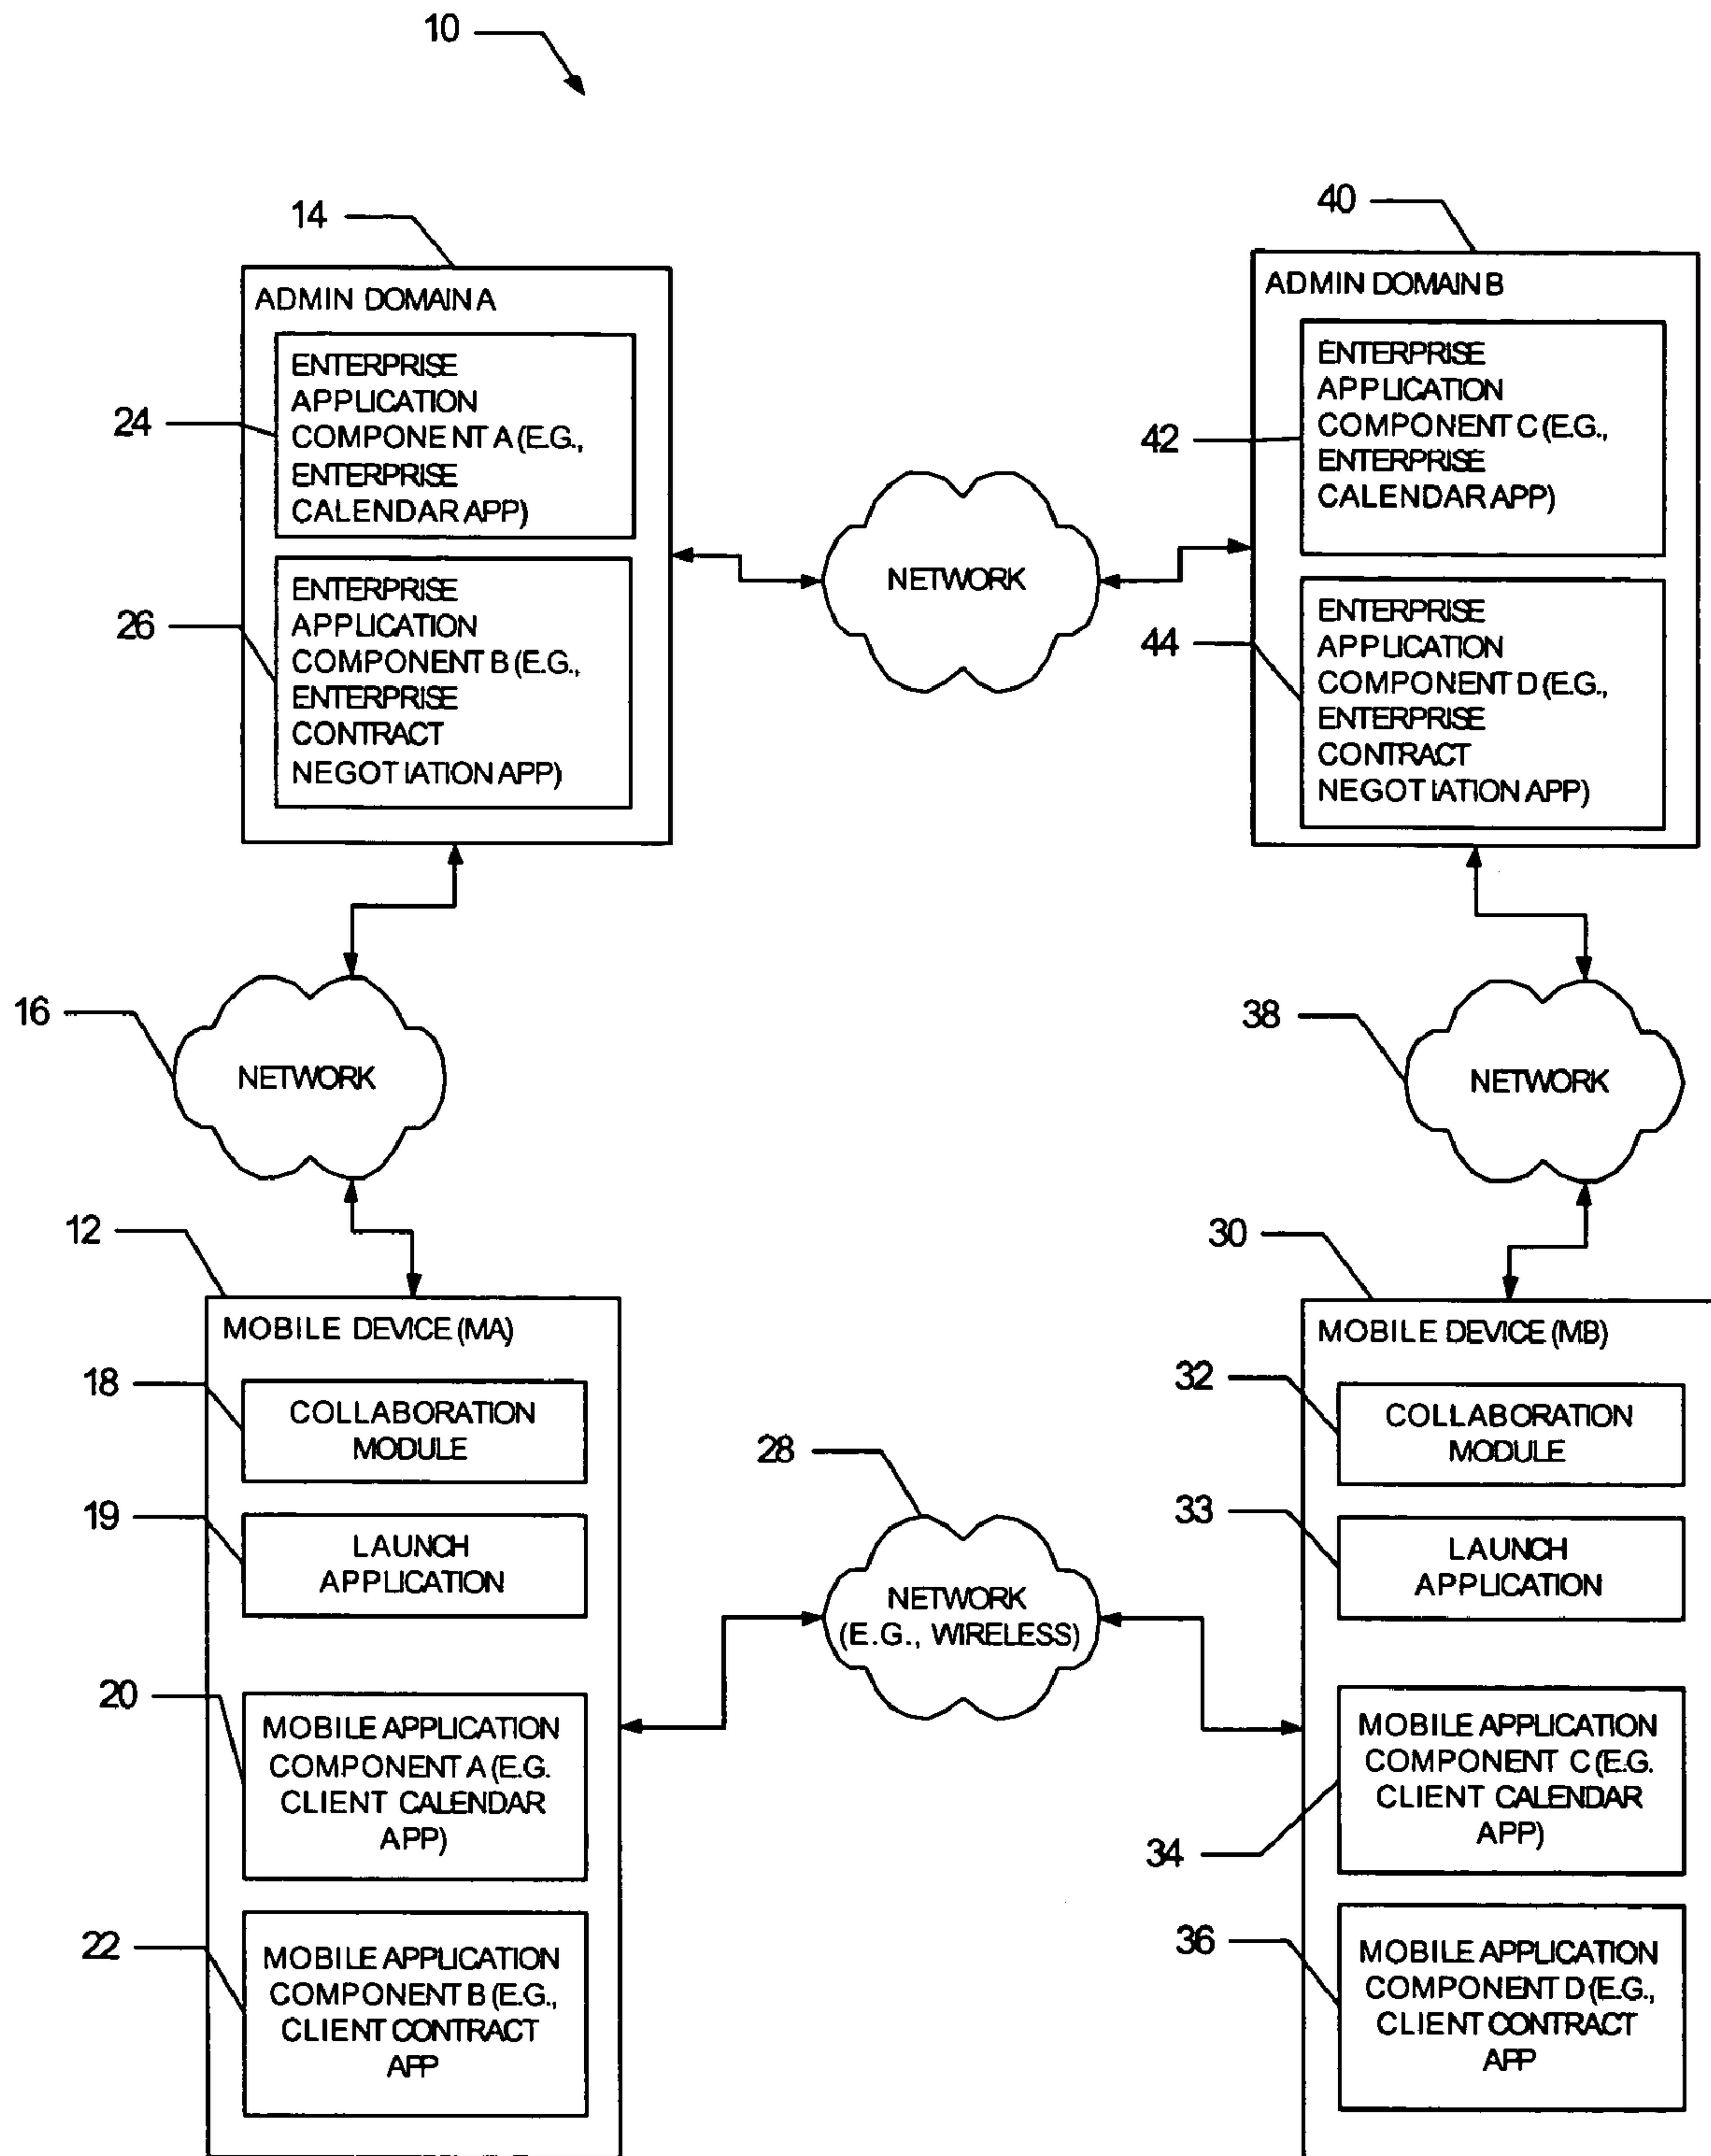 10
14
ADMIN DOMAIN A
24
ENTERPRISE
APPLICATION
COMPONENT A (E.G.,
ENTERPRISE
CALENDAR APP)
26
ENTERPRISE
APPLICATION
COMPONENT B (E.G.,
ENTERPRISE
CONTRACT
NEGOTIATION APP)
NETWORK
40
ADMIN DOMAIN B
42
ENTERPRISE
APPLICATION
COMPONENT C (E.G.,
ENTERPRISE
CALENDAR APP)
44
ENTERPRISE
APPLICATION
COMPONENT D (E.G.,
ENTERPRISE
CONTRACT
NEGOTIATION APP)
16
NETWORK
38
NETWORK
12
MOBILE DEVICE (MA)
18
COLLABORATION
MODULE
19
LAUNCH
APPLICATION
20
MOBILE APPLICATION
COMPONENT A (E.G.
CLIENT CALENDAR
APP)
22
MOBILE APPLICATION
COMPONENT B (E.G.,
CLIENT CONTRACT
APP
28
NETWORK
(E.G., WIRELESS)
30
MOBILE DEVICE (MB)
32
COLLABORATION
MODULE
33
LAUNCH
APPLICATION
34
MOBILE APPLICATION
COMPONENT C (E.G.
CLIENT CALENDAR
APP)
36
MOBILE APPLICATION
COMPONENT D (E.G.,
CLIENT CONTRACT
APP